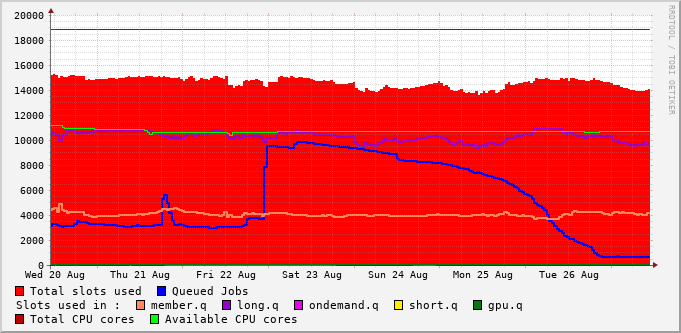 RRDTOOL / TOBI OETIKER
20000
18000
16000
14000
12000
10000
8000
6000
4000
2000
0
Wed 20 Aug Thu 21 Aug Fri 22 Aug Sat 23 Aug Sun 24 Aug Mon 25 Aug Tue 26 Aug
Total slots used Queued Jobs
Slots used in : member.q long.q ondemand.q short.q gpu.q
Total CPU cores Available CPU cores